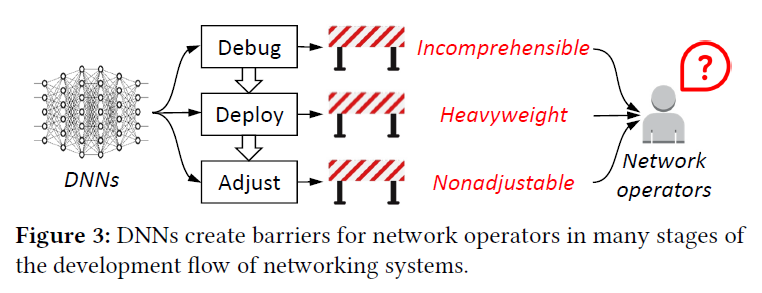 Debug
Incomprehensible
?
Deploy
Heavyweight
DNNs
Adjust
Nonadjustable
Network
operators
Figure 3: DNNs create barriers for network operators in many stages of
the development flow of networking systems.